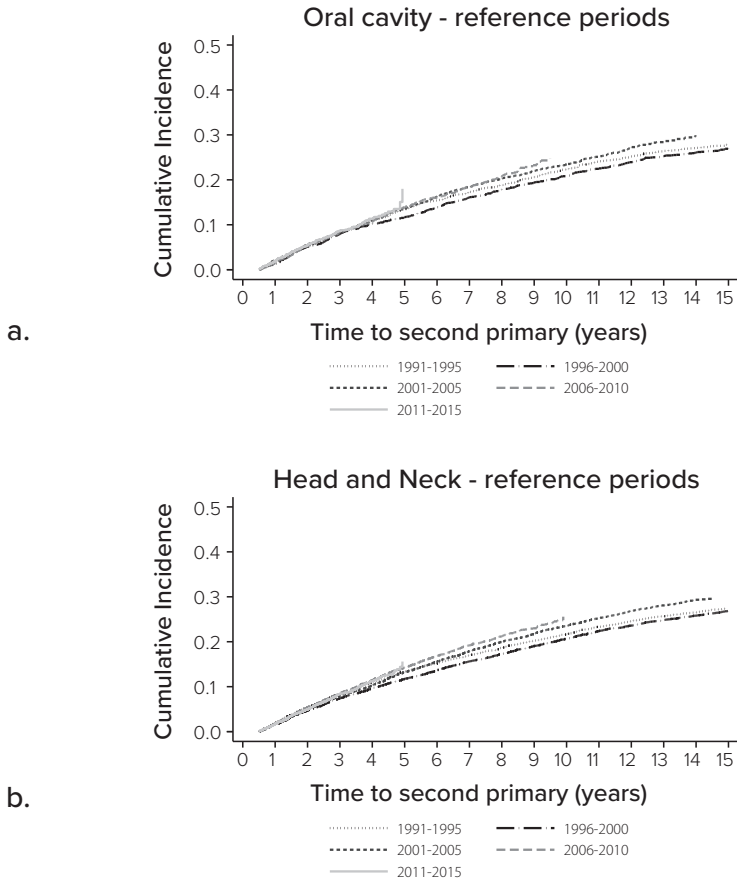 Oral cavity - reference periods
Cumulative Incidence
0.5
0.4
0.3
0.2
0.1
0.0
0 1 2 3 4 5 6 7 8 9 10 11 12 13 14 15
a.
Time to second primary (years)
1991-1995 1996-2000
2001-2005 2006-2010
2011-2015
Head and Neck - reference periods
Cumulative Incidence
0.5
0.4
0.3
0.2
0.1
0.0
0 1 2 3 4 5 6 7 8 9 10 11 12 13 14 15
b.
Time to second primary (years)
1991-1995 1996-2000
2001-2005 2006-2010
2011-2015